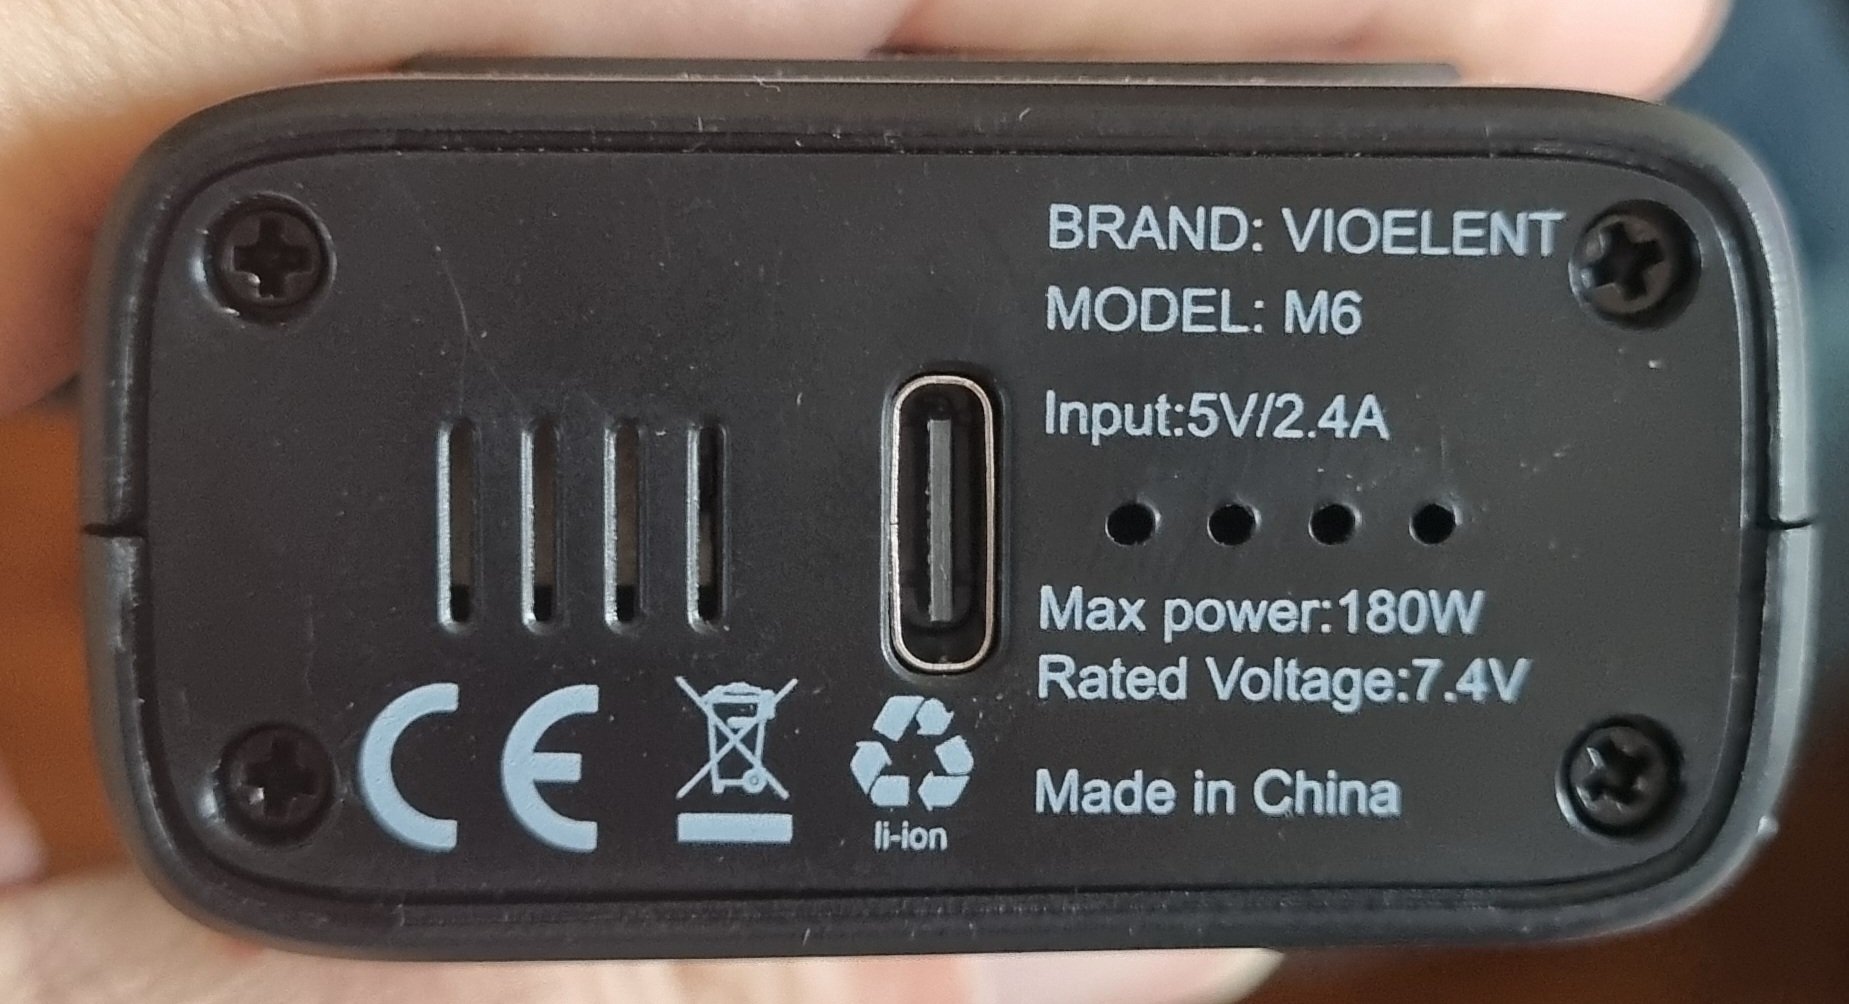 BRAND: VIOELENT
MODEL: M6
Input:5V/2.4A
Max power:180W
Rated Voltage:7.4V
Made in China
CE
li-ion